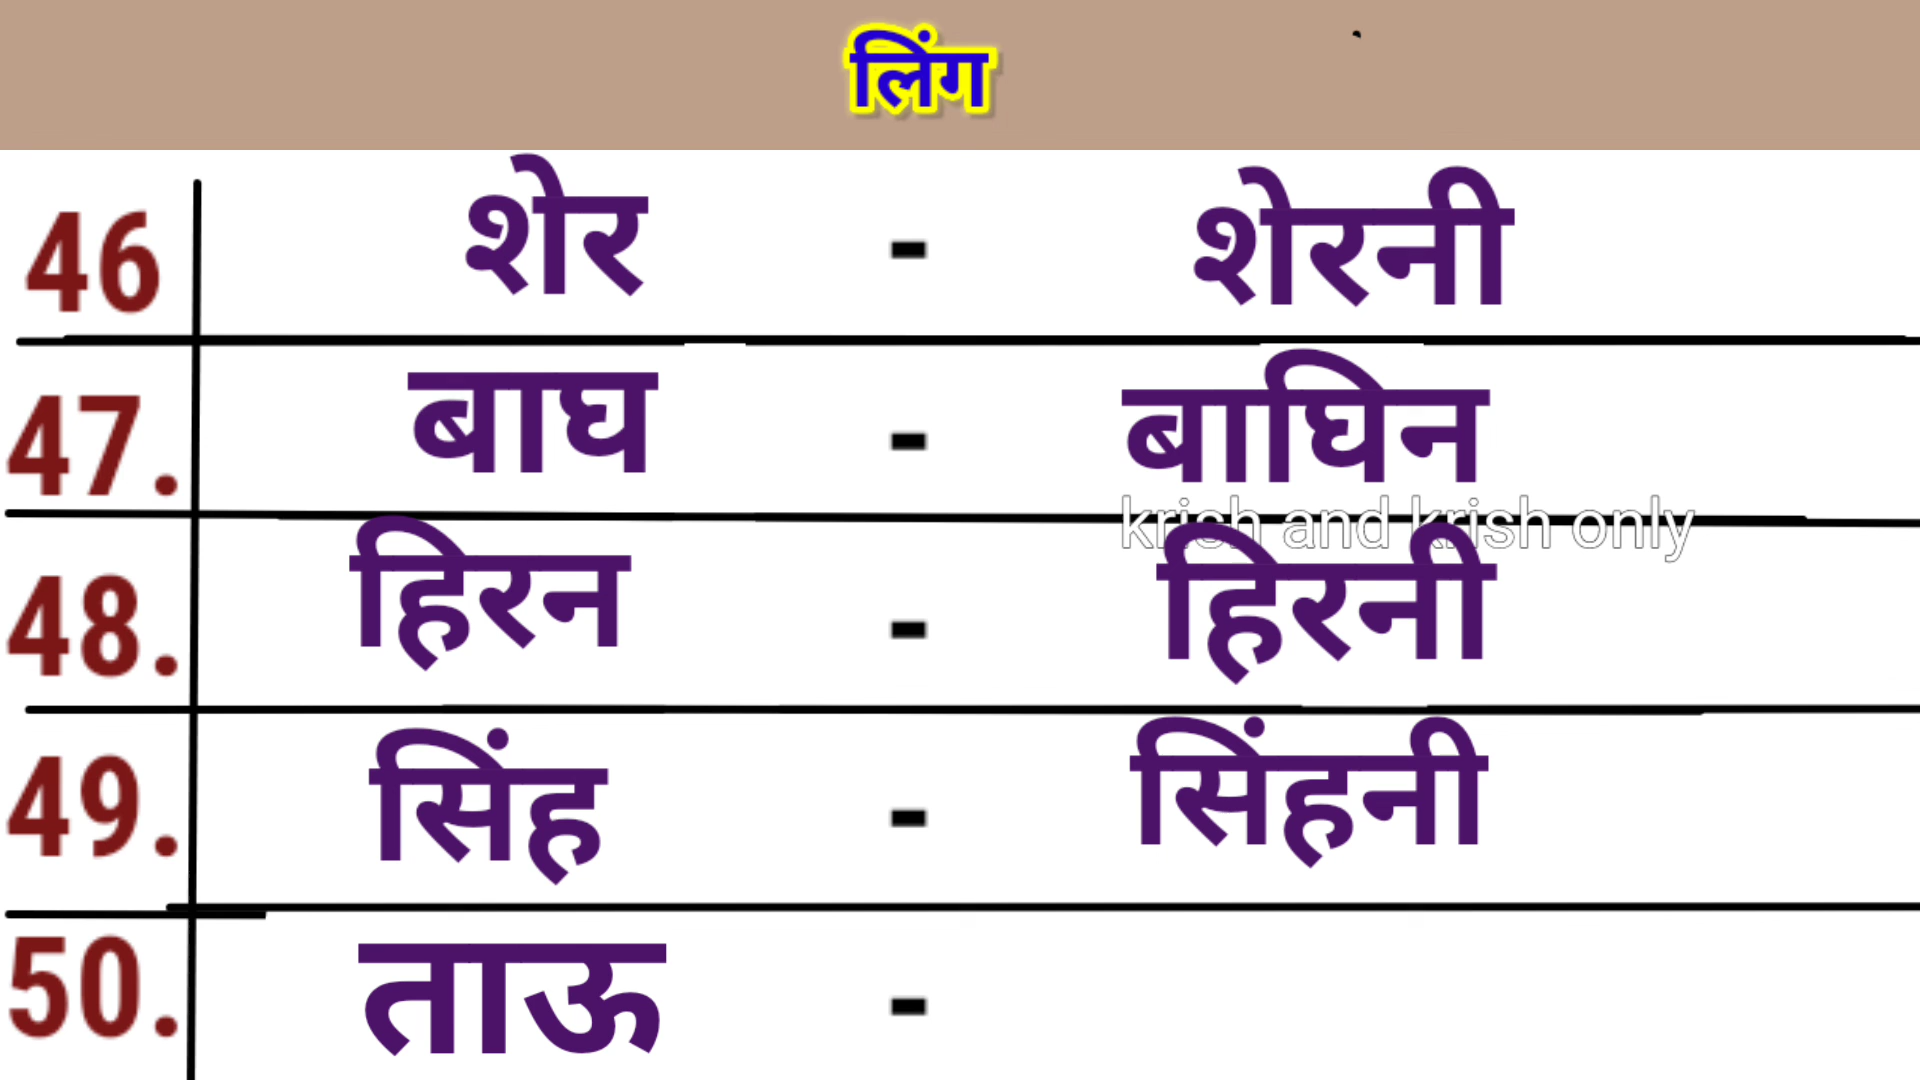 लिंग
46 शेर - शेरनी
47. बाघ - बाघिन
krish and krish only
48. हिरन - हिरनी
49. सिंह - सिंहनी
50. ताऊ -